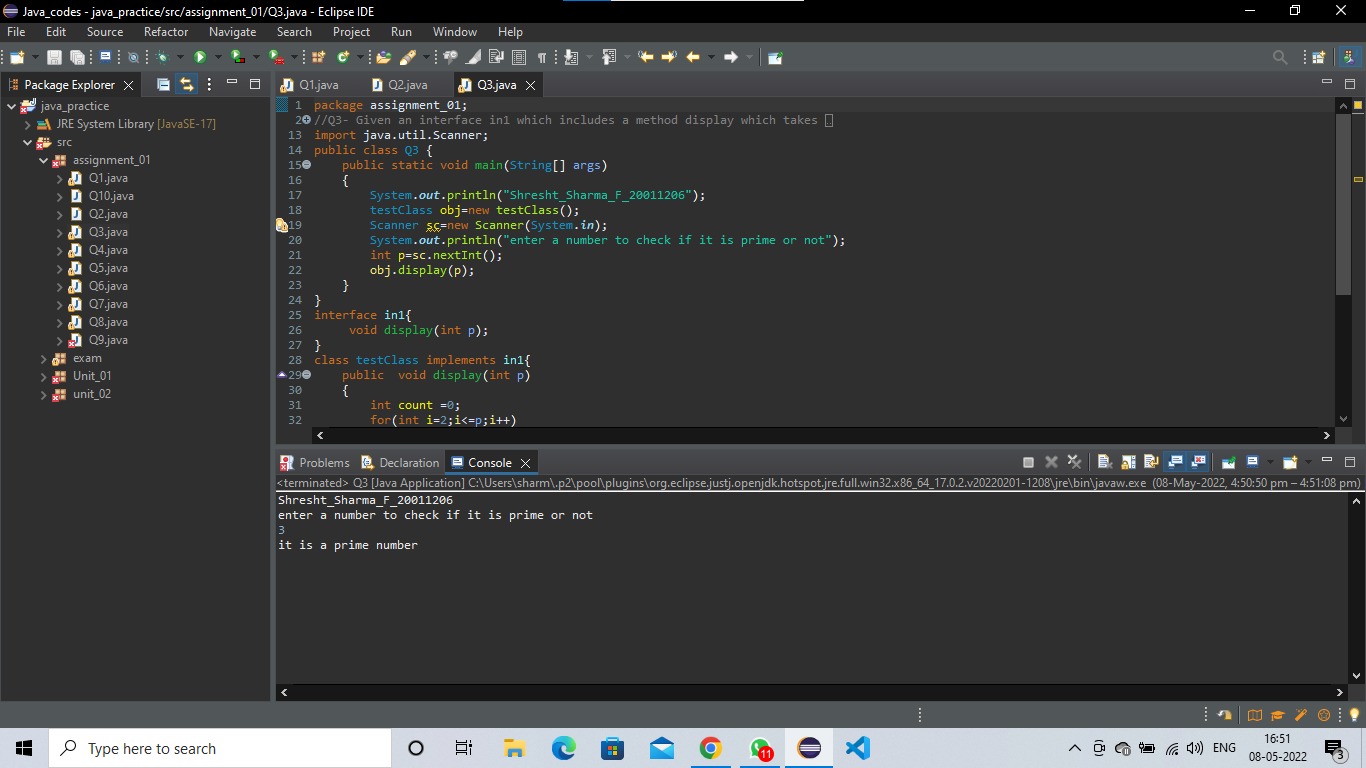 Java_codes - java_practice/src/assignment_01/Q3.java - Eclipse IDE
File Edit Source Refactor Navigate Search Project Run Window Help
Package Explorer
Q1.java Q2.java Q3.java
java_practice
JRE System Library [JavaSE-17]
src
assignment_01
Q1.java
Q10.java
Q2.java
Q3.java
Q4.java
Q5.java
Q6.java
Q7.java
Q8.java
Q9.java
exam
Unit_01
unit_02
1 package assignment_01;
2 //Q3- Given an interface in1 which includes a method display which takes
13 import java.util.Scanner;
14 public class Q3 {
15 public static void main(String[] args)
16 {
17 System.out.println("Shresht_Sharma_F_20011206");
18 testClass obj=new testClass();
19 Scanner sc=new Scanner(System.in);
20 System.out.println("enter a number to check if it is prime or not");
21 int p=sc.nextInt();
22 obj.display(p);
23 }
24 }
25 interface in1{
26 void display(int p);
27 }
28 class testClass implements in1{
29 public  void display(int p)
30 {
31 int count =0;
32 for(int i=2;i<=p;i++)
Problems Declaration Console
<terminated> Q3 [Java Application] C:\Users\sharm\.p2\pool\plugins\org.eclipse.justj.openjdk.hotspot.jre.full.win32.x86_64_17.0.2.v20220201-1208\jre\bin\javaw.exe (08-May-2022, 4:50:50 pm – 4:51:08 pm)
Shresht_Sharma_F_20011206
enter a number to check if it is prime or not
3
it is a prime number
Type here to search
11
ENG
16:51
08-05-2022
3